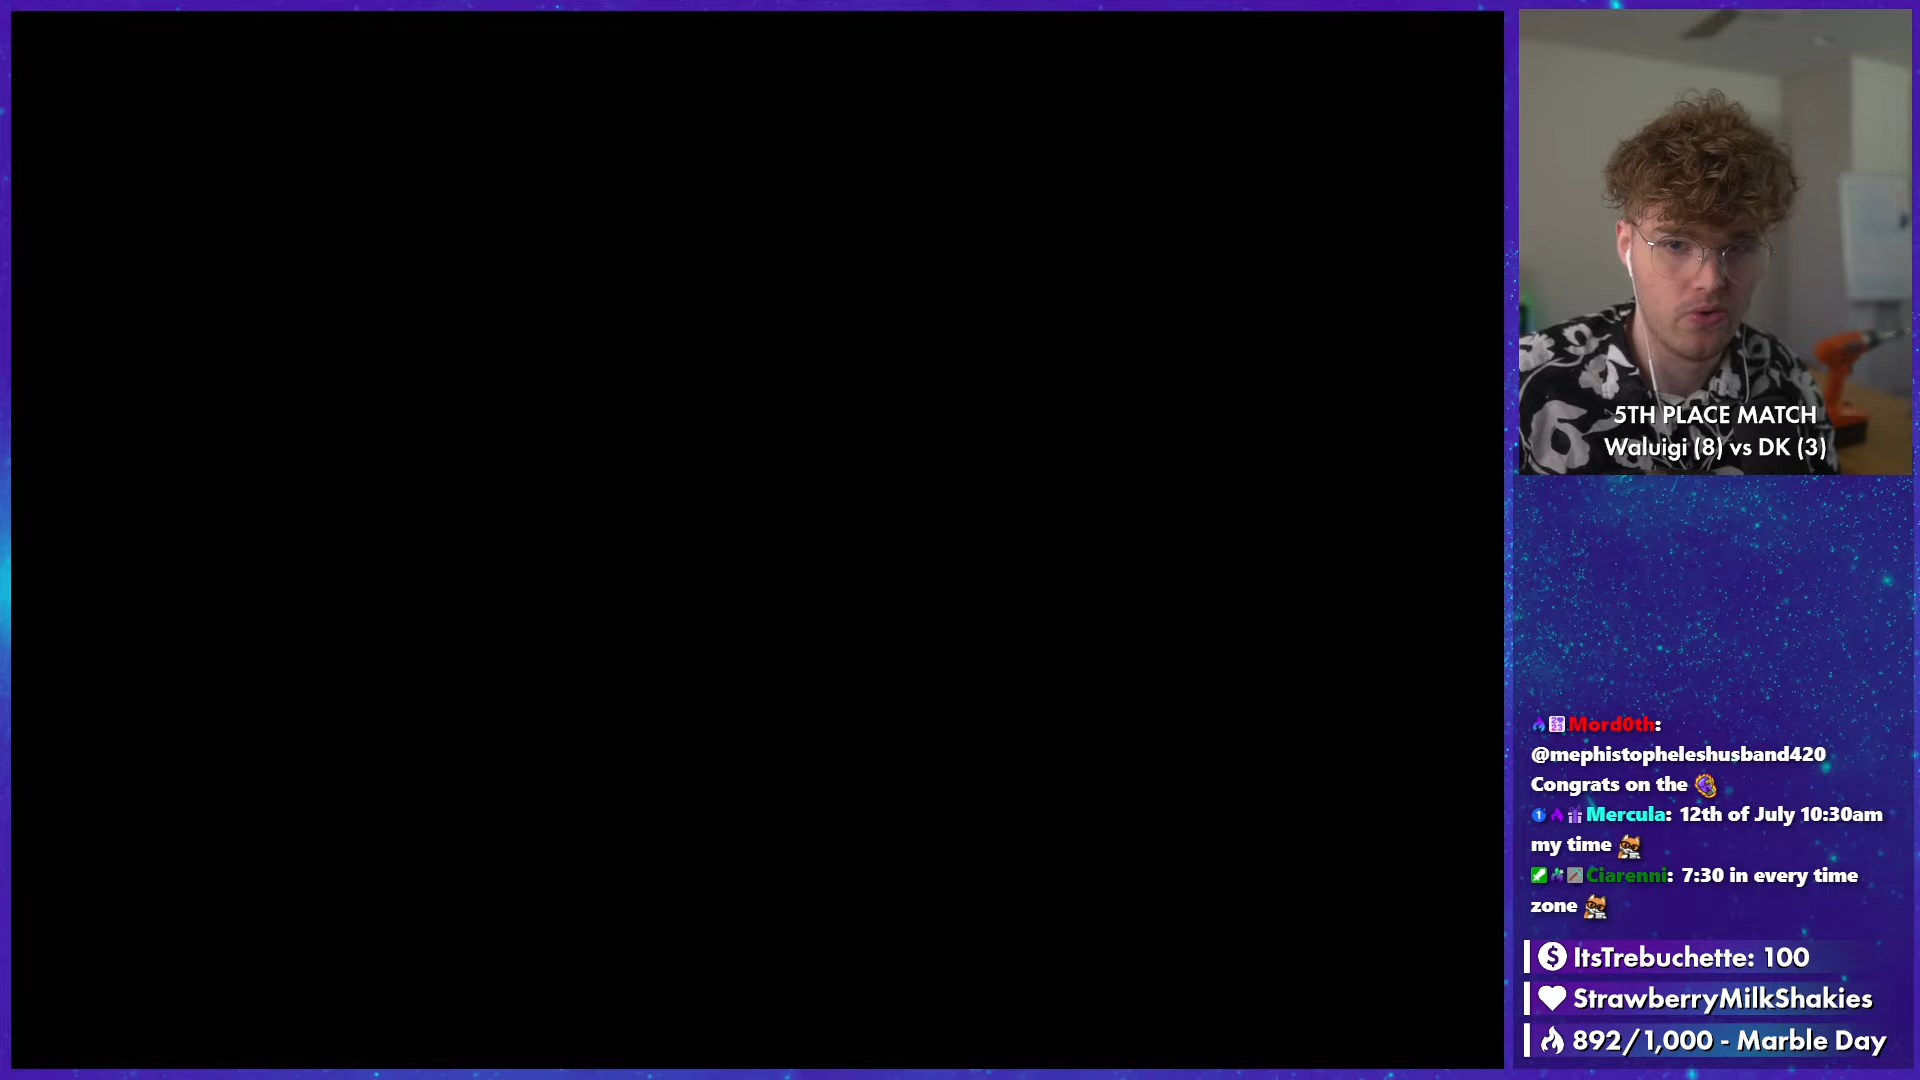 5TH PLACE MATCH
Waluigi (8) vs DK (3)
Mord0th:
@mephistopheleshusband420
Congrats on the
Mercula: 12th of July 10:30am
my time
Ciarenni: 7:30 in every time
zone
ItsTrebuchette: 100
StrawberryMilkShakies
892/1,000 - Marble Day